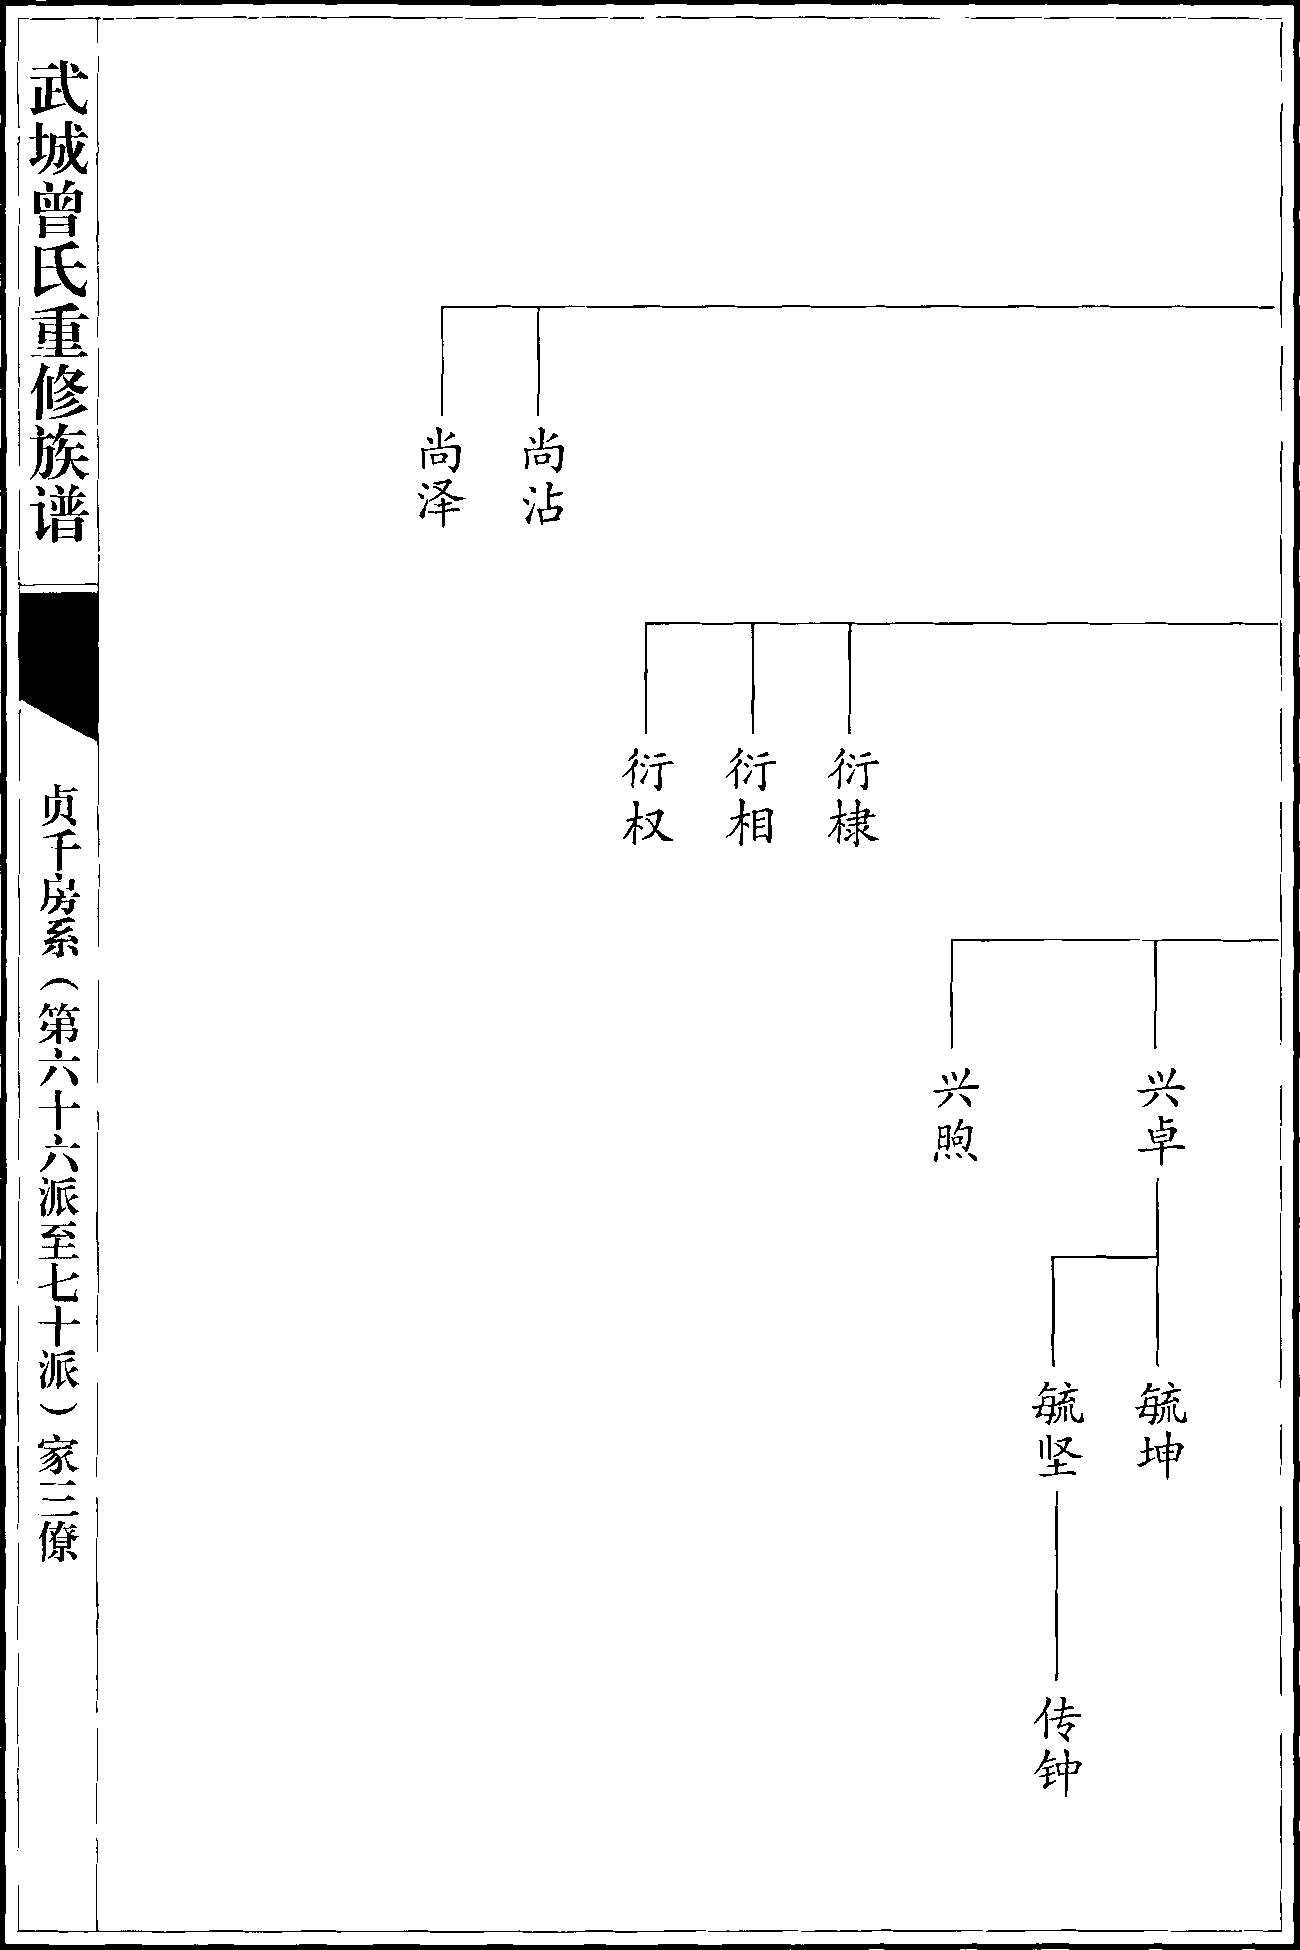 武城曾氏重修族谱
贞千房系（第六十六派至七十派）家三僚
尚沾
尚泽
衍棣
衍相
衍权
兴卓
兴煦
毓坤
毓坚
传钟